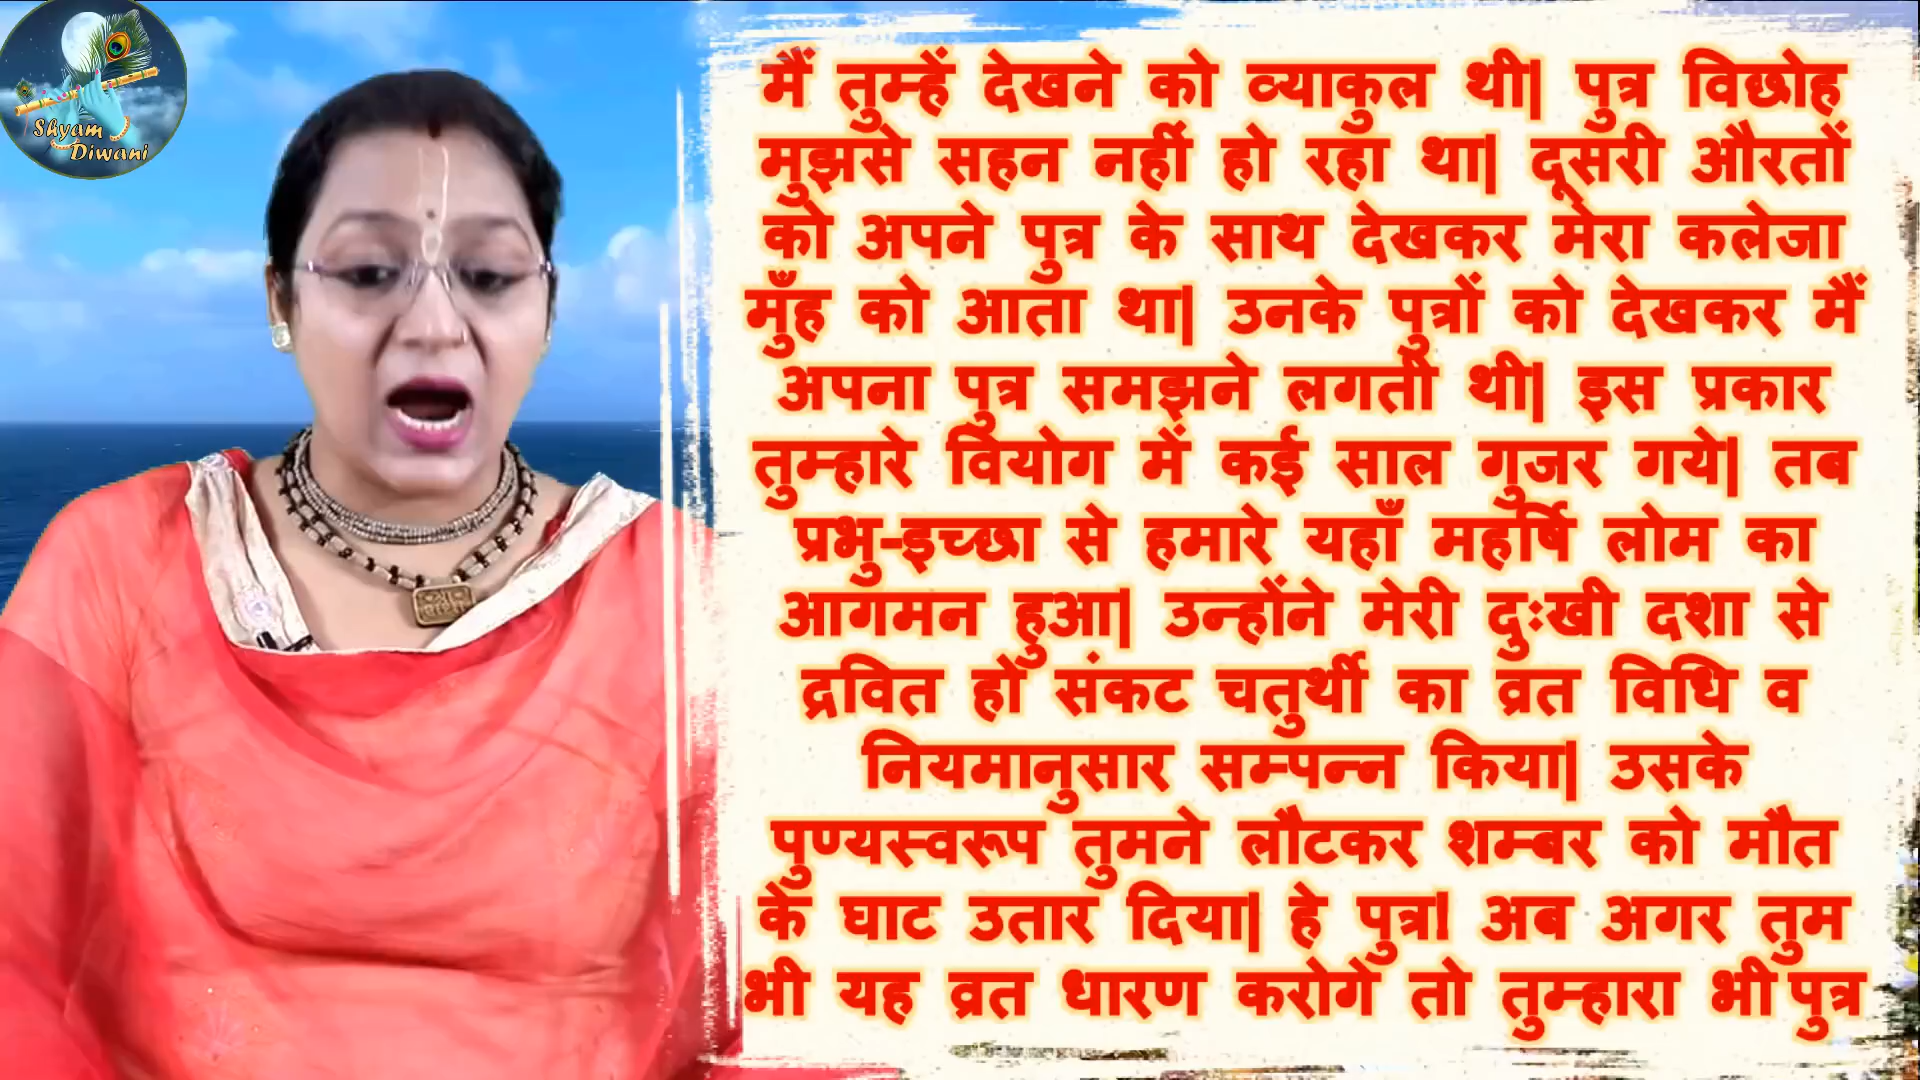 Shyam
Diwani
मैं तुम्हें देखने को व्याकुल थी| पुत्र विछोह
मुझसे सहन नहीं हो रहा था| दूसरी औरतों
को अपने पुत्र के साथ देखकर मेरा कलेजा
मुँह को आता था| उनके पुत्रों को देखकर मैं
अपना पुत्र समझने लगती थी| इस प्रकार
तुम्हारे वियोग में कई साल गुजर गये| तब
प्रभु-इच्छा से हमारे यहाँ महर्षि लोम का
आगमन हुआ| उन्होंने मेरी दुःखी दशा से
द्रवित हो संकट चतुर्थी का व्रत विधि व
नियमानुसार सम्पन्न किया| उसके
पुण्यस्वरूप तुमने लौटकर शम्बर को मौत
के घाट उतार दिया| हे पुत्र! अब अगर तुम
भी यह व्रत धारण करोगे तो तुम्हारा भी पुत्र